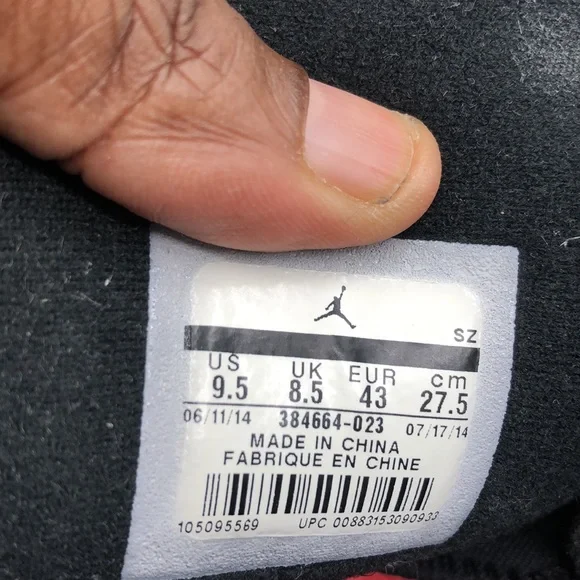 SZ
US UK EUR cm
9.5 8.5 43 27.5
06/11/14 384664-023 07/17/14
MADE IN CHINA
FABRIQUE EN CHINE
105095569 UPC 00883153090933